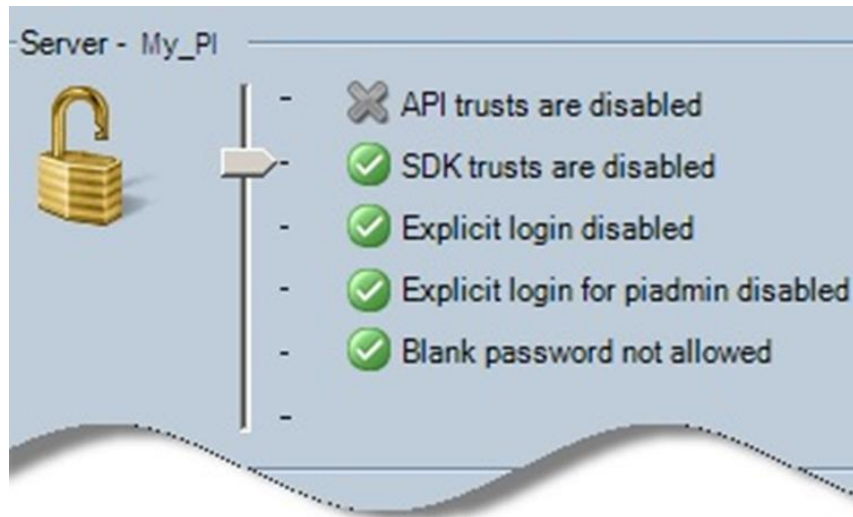 Server - My_PI
API trusts are disabled
SDK trusts are disabled
Explicit login disabled
Explicit login for piadmin disabled
Blank password not allowed